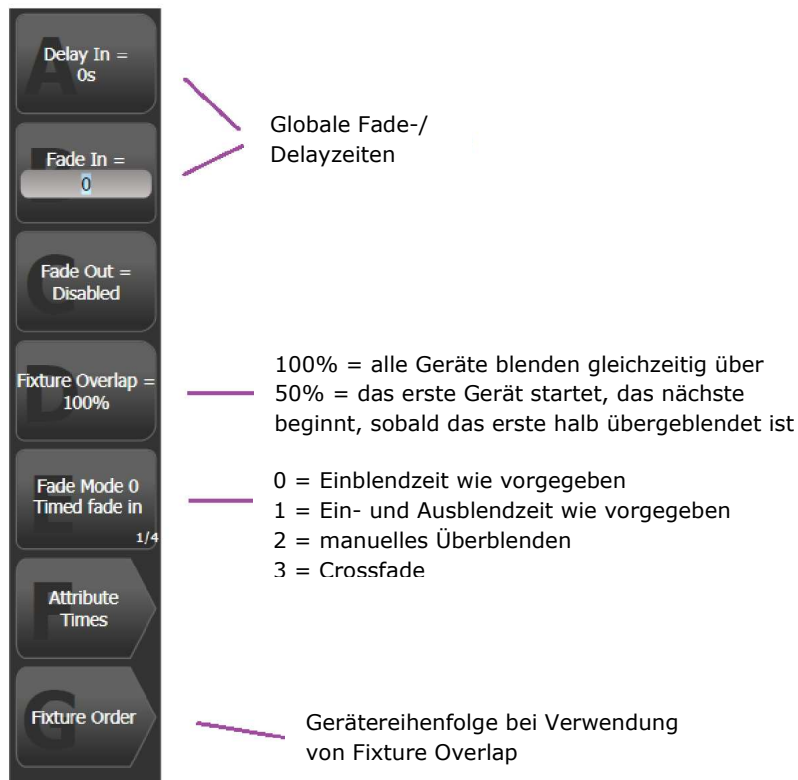 A
Delay In =
0s
Globale Fade-/
Delayzeiten
B
Fade In =
0
C
Fade Out =
Disabled
D
Fixture Overlap =
100%
100% = alle Geräte blenden gleichzeitig über
50% = das erste Gerät startet, das nächste
beginnt, sobald das erste halb übergeblendet ist
E
Fade Mode 0
Timed fade in
1/4
0 = Einblendzeit wie vorgegeben
1 = Ein- und Ausblendzeit wie vorgegeben
2 = manuelles Überblenden
3 = Crossfade
F
Attribute
Times
G
Fixture Order
Gerätereihenfolge bei Verwendung
von Fixture Overlap